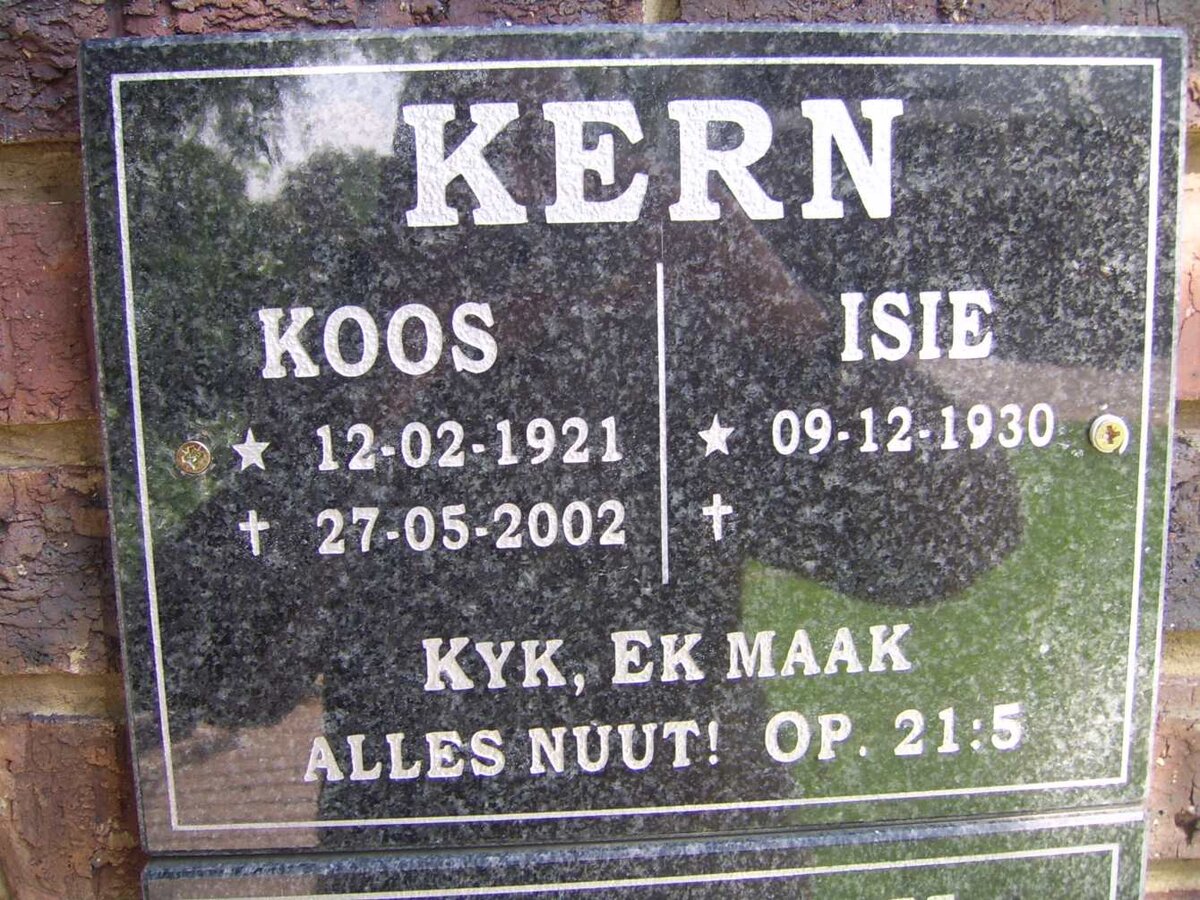 KERN
KOOS
★ 12-02-1921
✝ 27-05-2002
ISIE
★ 09-12-1930
✝
KYK, EK MAAK
ALLES NUUT! OP. 21:5